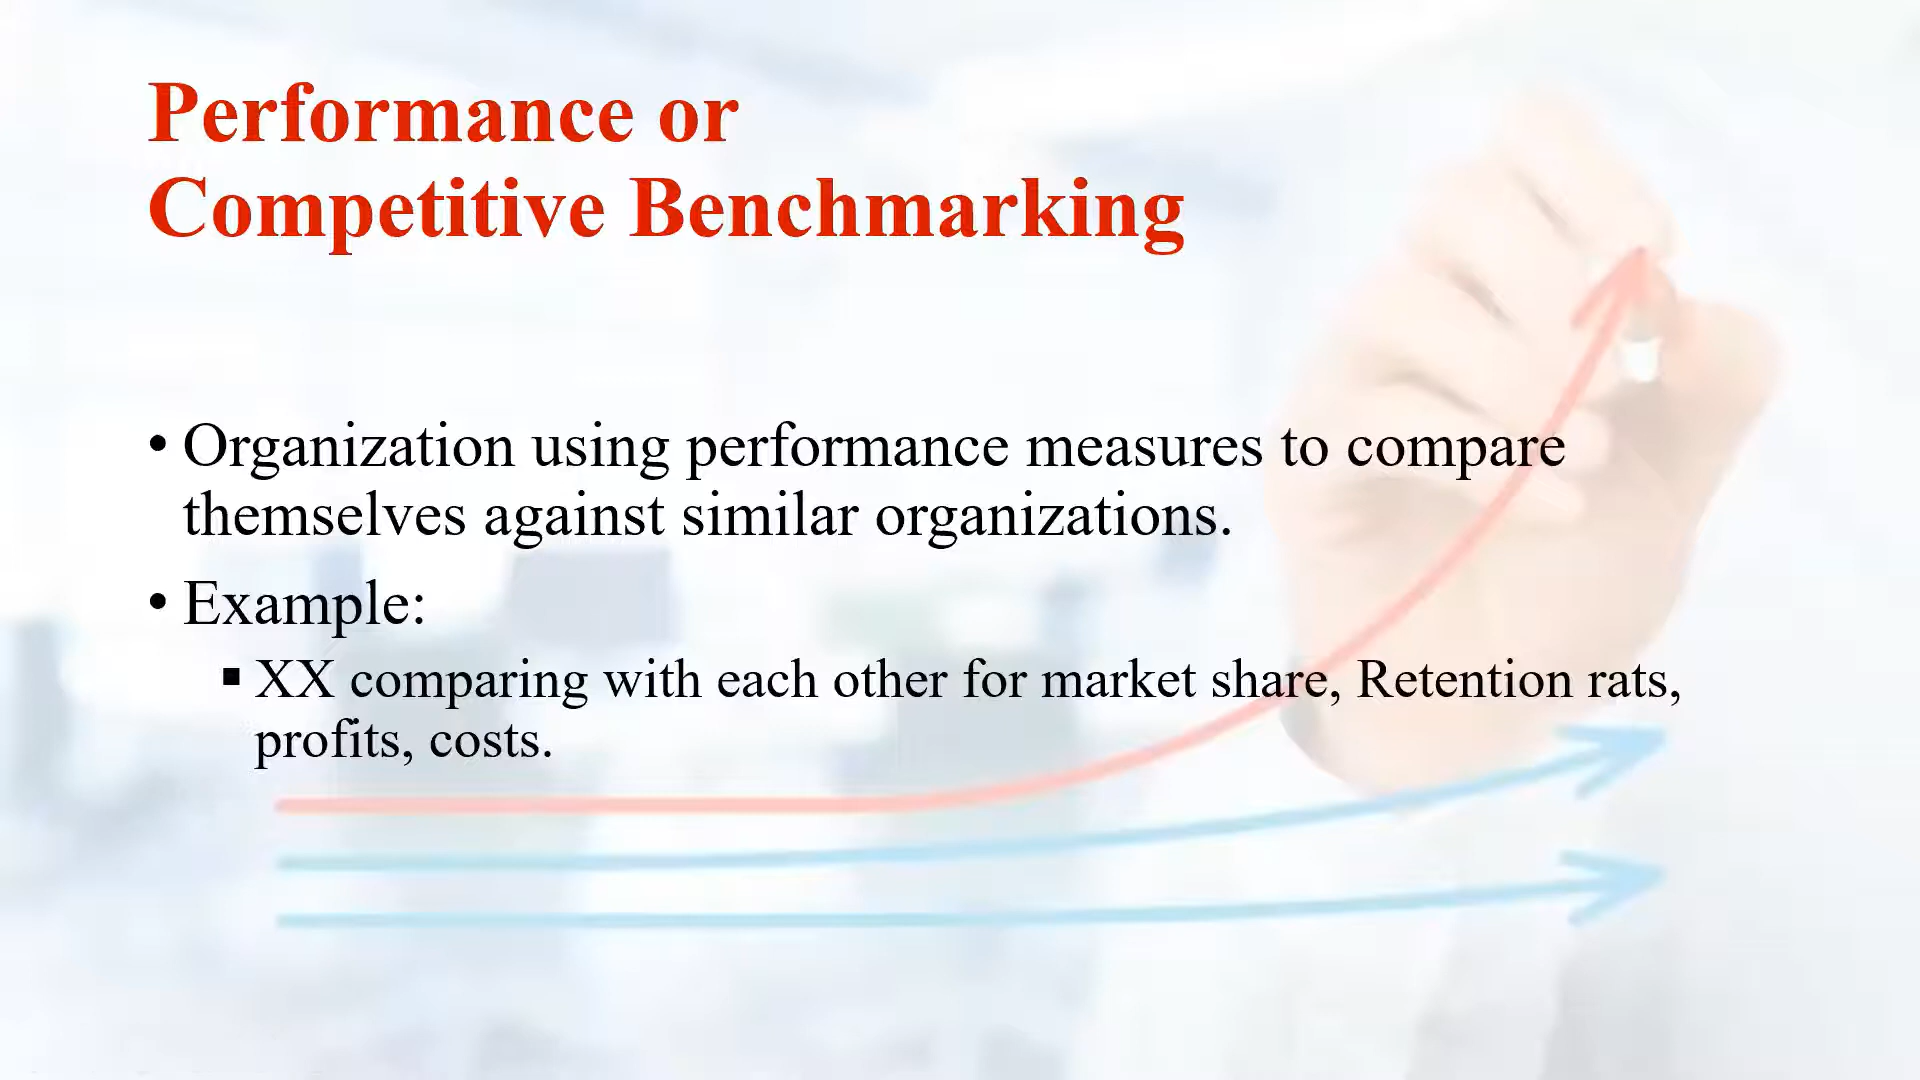 Performance or
Competitive Benchmarking
• Organization using performance measures to compare
themselves against similar organizations.
• Example:
▪ XX comparing with each other for market share, Retention rats,
profits, costs.